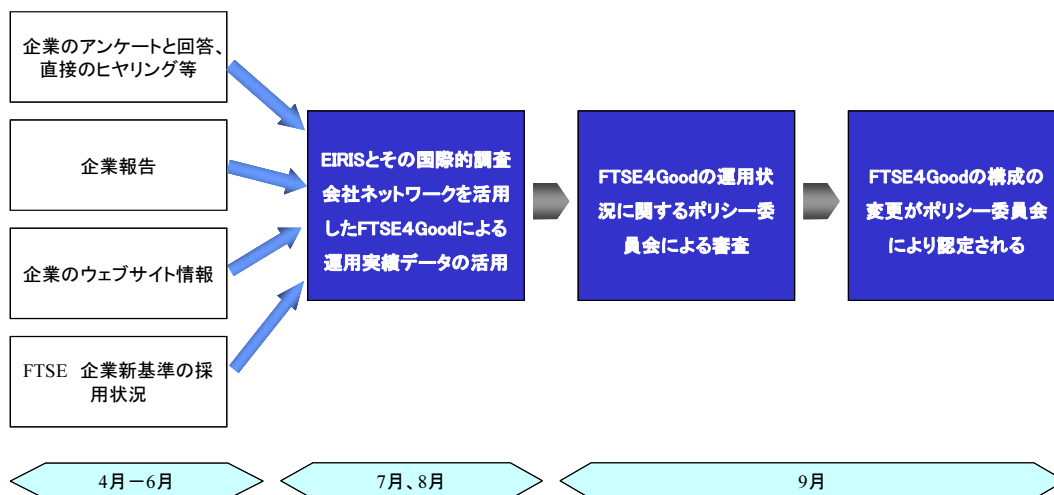 企業のアンケートと回答、
直接のヒヤリング等
企業報告
企業のウェブサイト情報
FTSE 企業新基準の採
用状況
EIRISとその国際的調査
会社ネットワークを活用
したFTSE4Goodによる
運用実績データの活用
FTSE4Goodの運用状
況に関するポリシー委
員会による審査
FTSE4Goodの構成の
変更がポリシー委員会
により認定される
4月－6月
7月、8月
9月